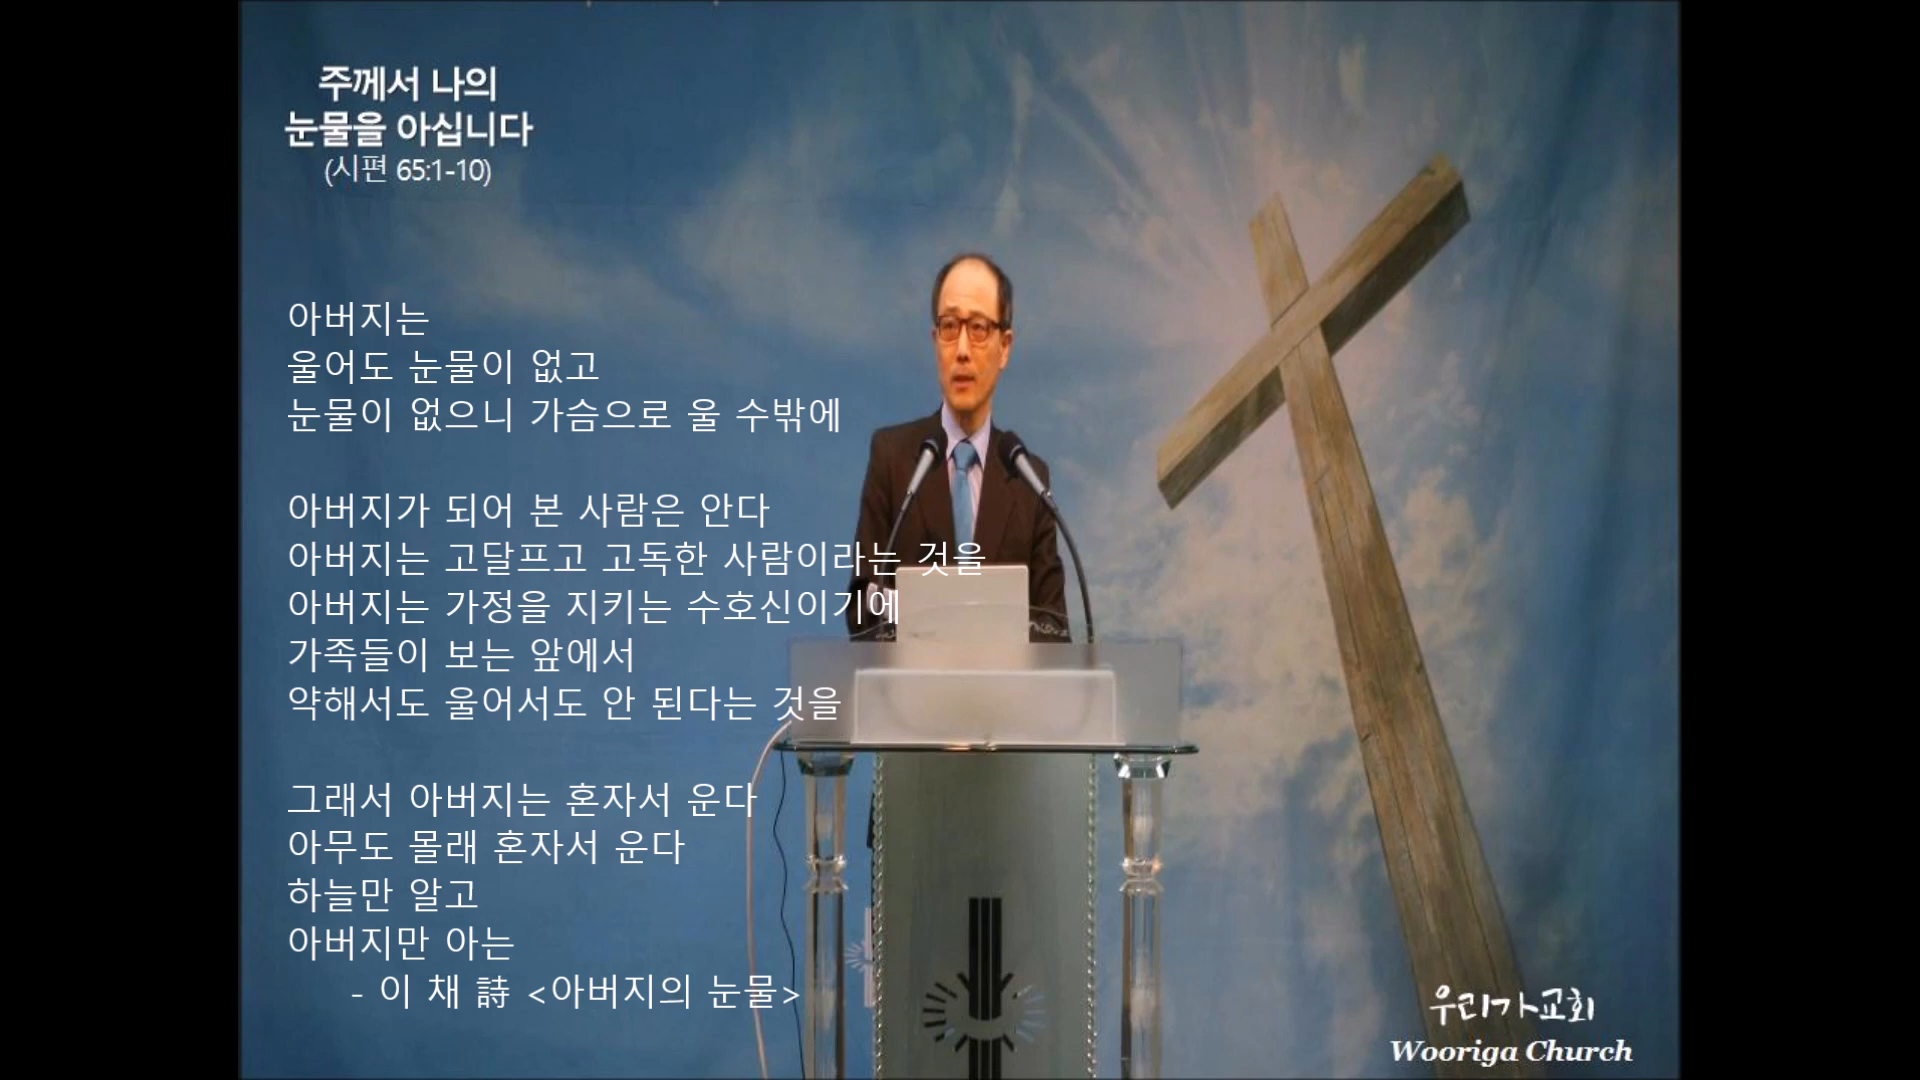 주께서 나의
눈물을 아십니다
(시편 65:1-10)
아버지는
울어도 눈물이 없고
눈물이 없으니 가슴으로 울 수밖에
아버지가 되어 본 사람은 안다
아버지는 고달프고 고독한 사람이라는 것을
아버지는 가정을 지키는 수호신이기에
가족들이 보는 앞에서
약해서도 울어서도 안 된다는 것을
그래서 아버지는 혼자서 운다
아무도 몰래 혼자서 운다
하늘만 알고
아버지만 아는
- 이 채 詩 <아버지의 눈물>
우리가교회
Wooriga Church